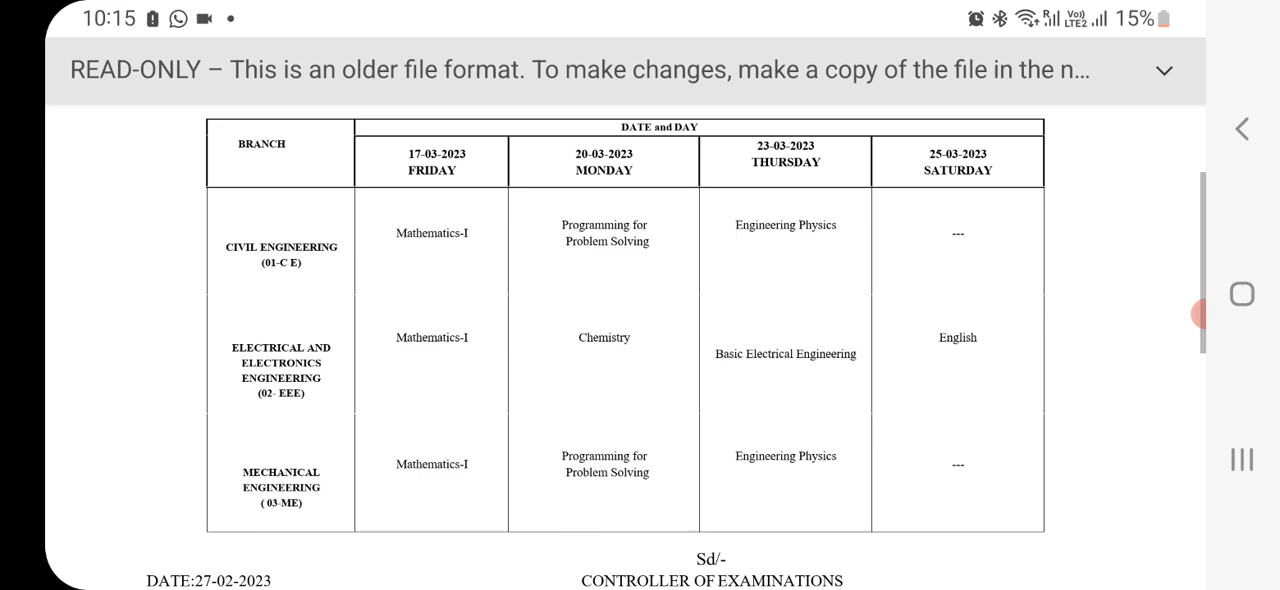 10:15
15%
READ-ONLY – This is an older file format. To make changes, make a copy of the file in the n...
BRANCH
DATE and DAY
17-03-2023
FRIDAY
20-03-2023
MONDAY
23-03-2023
THURSDAY
25-03-2023
SATURDAY
CIVIL ENGINEERING
(01-C E)
Mathematics-I
Programming for
Problem Solving
Engineering Physics
---
ELECTRICAL AND
ELECTRONICS
ENGINEERING
(02- EEE)
Mathematics-I
Chemistry
Basic Electrical Engineering
English
MECHANICAL
ENGINEERING
( 03-ME)
Mathematics-I
Programming for
Problem Solving
Engineering Physics
---
Sd/-
DATE:27-02-2023
CONTROLLER OF EXAMINATIONS